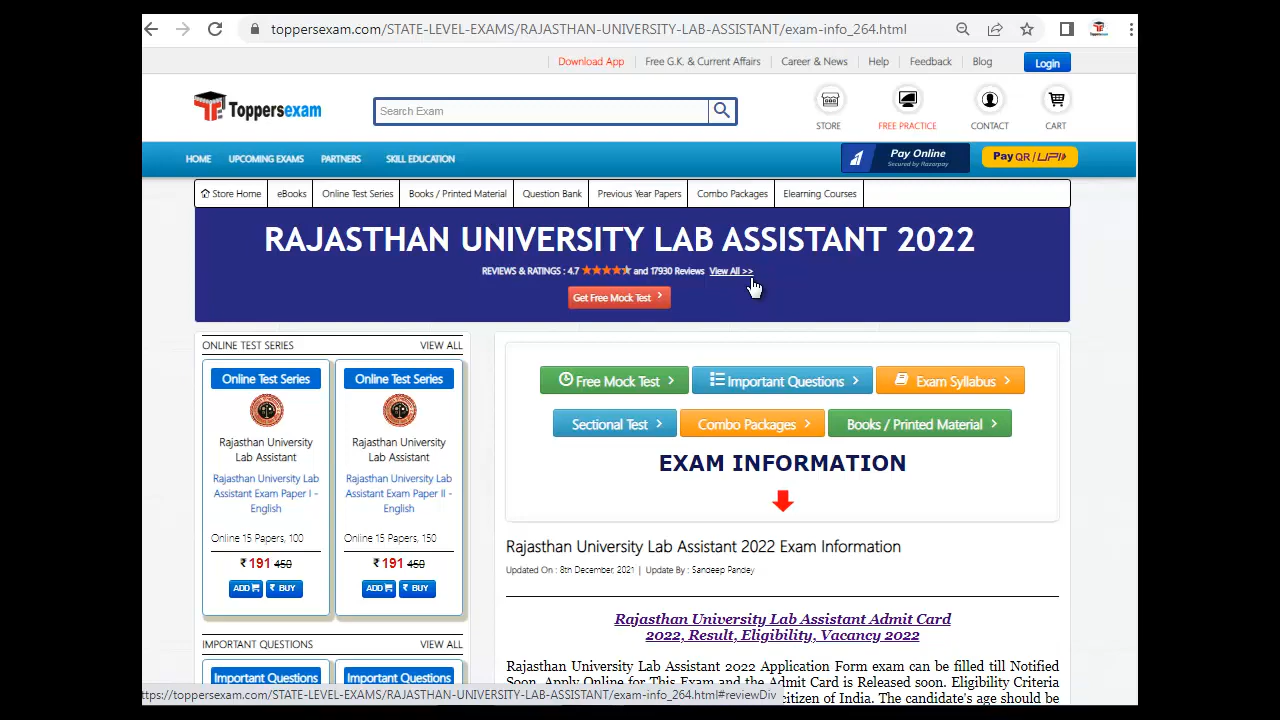 toppersexam.com/STATE-LEVEL-EXAMS/RAJASTHAN-UNIVERSITY-LAB-ASSISTANT/exam-info_264.html
Download App | Free G.K. & Current Affairs | Career & News | Help | Feedback | Blog Login
Toppersexam
Search Exam
STORE FREE PRACTICE CONTACT CART
HOME UPCOMING EXAMS PARTNERS SKILL EDUCATION
Pay Online
Secured by Razorpay
Pay QR / UPI
Store Home eBooks Online Test Series Books / Printed Material Question Bank Previous Year Papers Combo Packages Elearning Courses
RAJASTHAN UNIVERSITY LAB ASSISTANT 2022
REVIEWS & RATINGS : 4.7 and 17930 Reviews View All >>
Get Free Mock Test >
ONLINE TEST SERIES VIEW ALL
Online Test Series
Rajasthan University
Lab Assistant
Rajasthan University Lab
Assistant Exam Paper I -
English
Online 15 Papers, 100
₹ 191 450
ADD ₹ BUY
Online Test Series
Rajasthan University
Lab Assistant
Rajasthan University Lab
Assistant Exam Paper II -
English
Online 15 Papers, 150
₹ 191 450
ADD ₹ BUY
IMPORTANT QUESTIONS VIEW ALL
Important Questions Important Questions
Free Mock Test > Important Questions > Exam Syllabus >
Sectional Test > Combo Packages > Books / Printed Material >
EXAM INFORMATION
Rajasthan University Lab Assistant 2022 Exam Information
Updated On : 8th December, 2021 | Update By : Sandeep Pandey
Rajasthan University Lab Assistant Admit Card
2022, Result, Eligibility, Vacancy 2022
Rajasthan University Lab Assistant 2022 Application Form exam can be filled till Notified
Soon. Apply Online for This Exam and the Admit Card is Released soon. Eligibility Criteria
citizen of India. The candidate's age should be
ttps://toppersexam.com/STATE-LEVEL-EXAMS/RAJASTHAN-UNIVERSITY-LAB-ASSISTANT/exam-info_264.html#reviewDiv